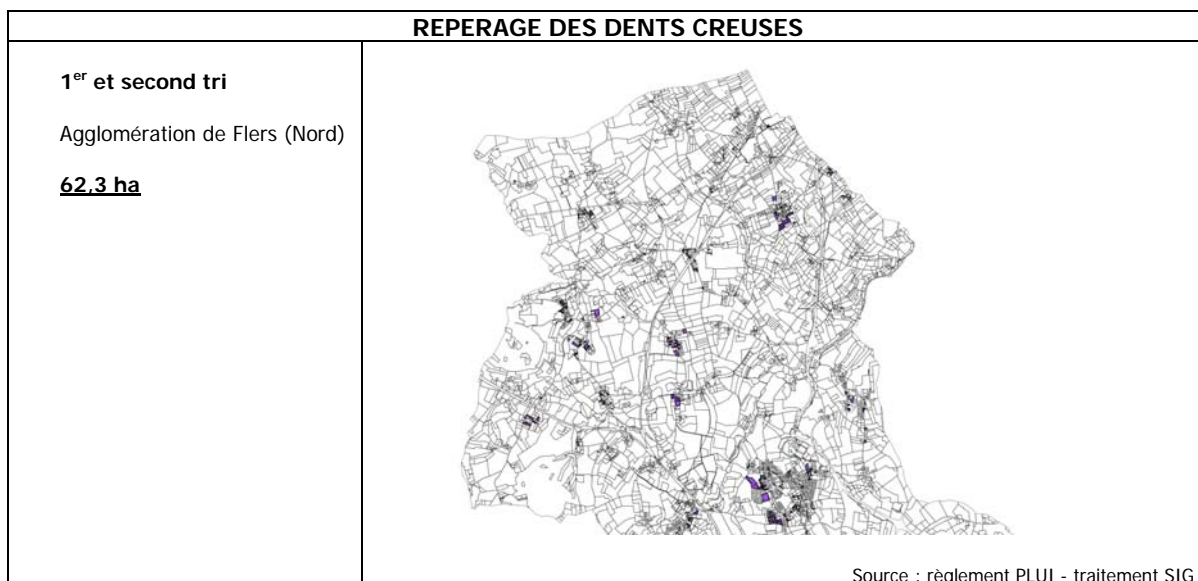 REPERAGE DES DENTS CREUSES
1er et second tri
Agglomération de Flers (Nord)
62,3 ha
Source : règlement PLUI - traitement SIG